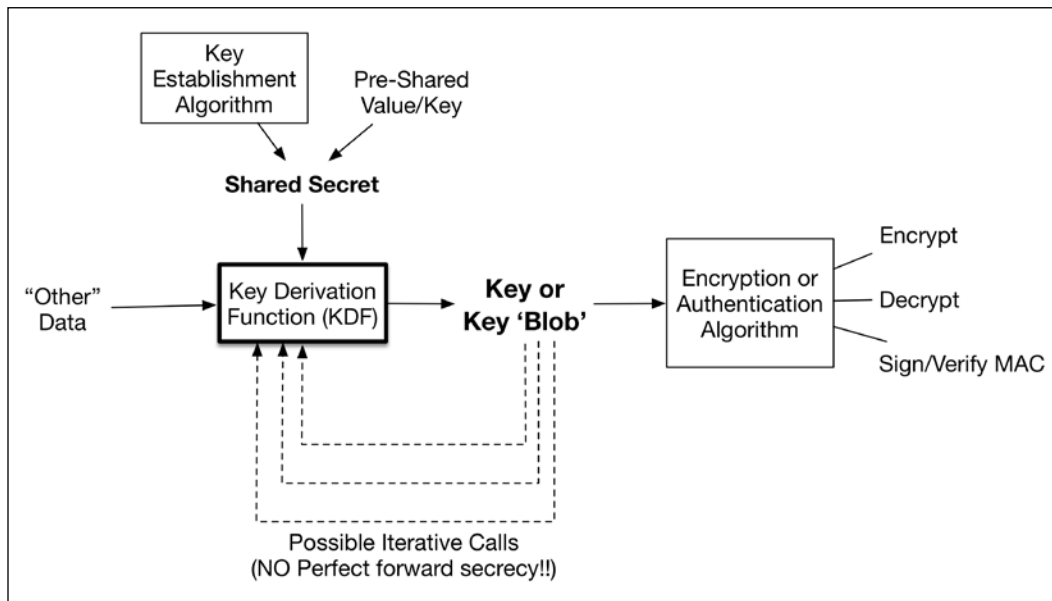 Key
Establishment
Algorithm
Pre-Shared
Value/Key
Shared Secret
“Other”
Data
Key Derivation
Function (KDF)
Key or
Key ‘Blob’
Encryption or
Authentication
Algorithm
Encrypt
Decrypt
Sign/Verify MAC
Possible Iterative Calls
(NO Perfect forward secrecy!!)